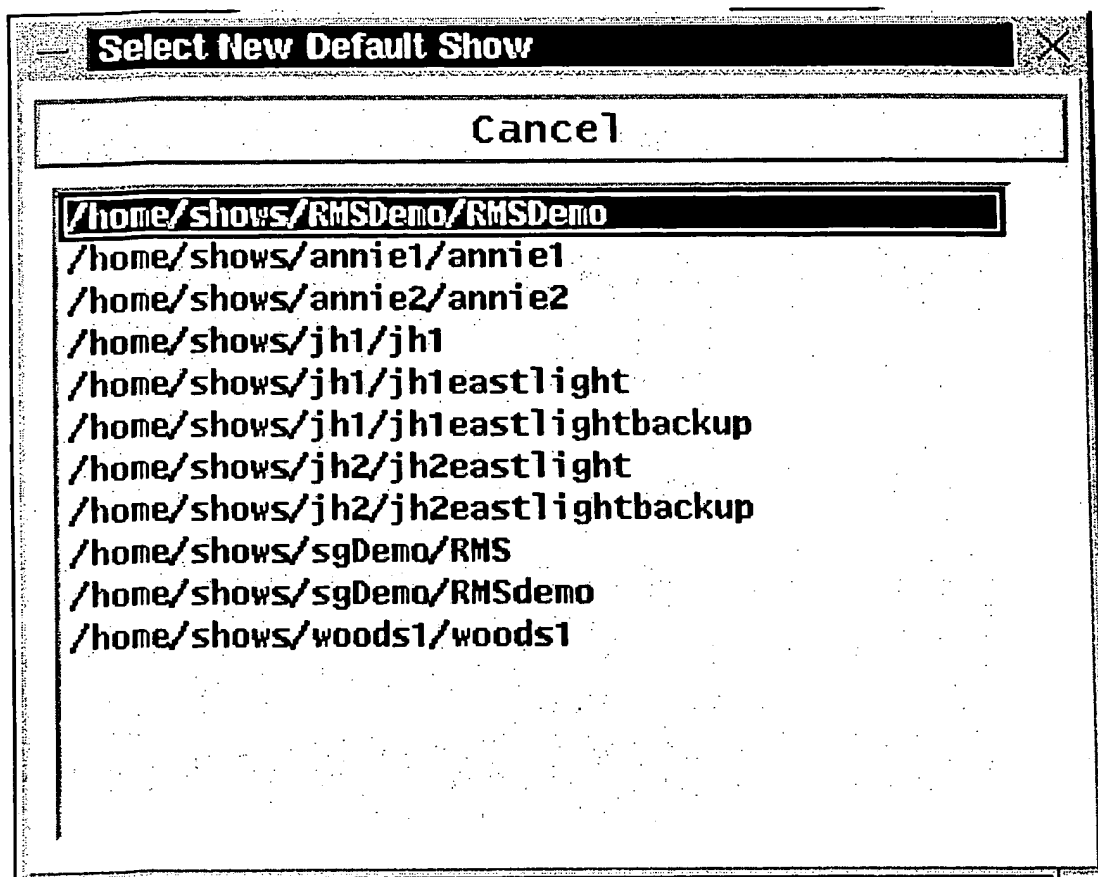 Select New Default Show
Cancel
/home/shows/RMSDemo/RMSDemo
/home/shows/annie1/annie1
/home/shows/annie2/annie2
/home/shows/jh1/jh1
/home/shows/jh1/jh1eastlight
/home/shows/jh1/jh1eastlightbackup
/home/shows/jh2/jh2eastlight
/home/shows/jh2/jh2eastlightbackup
/home/shows/sgDemo/RMS
/home/shows/sgDemo/RMSdemo
/home/shows/woods1/woods1